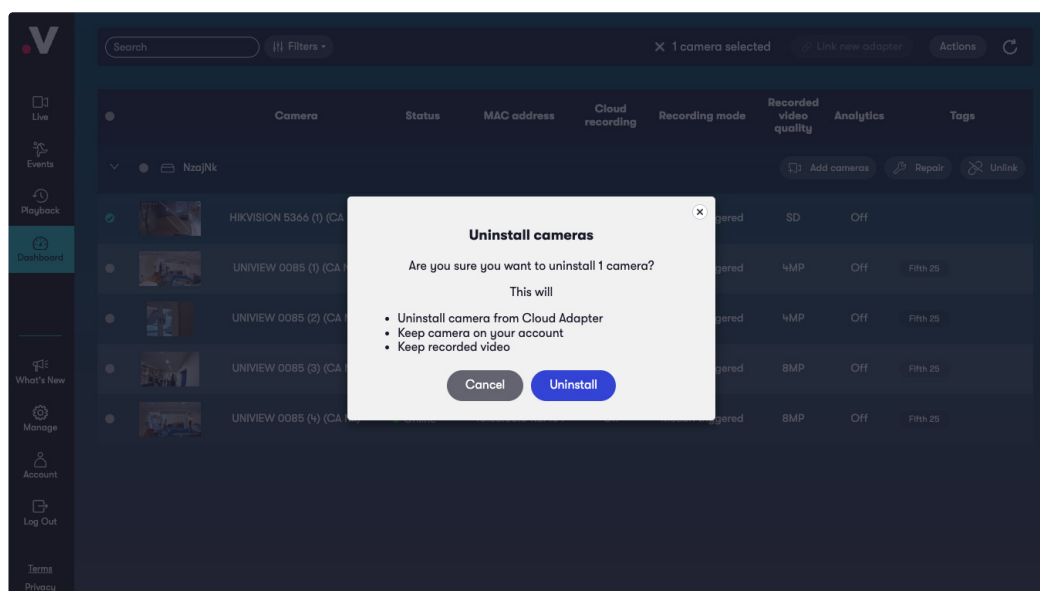 V
Search
Filters
1 camera selected
Link new adapter
Actions
Live
Events
Playback
Dashboard
What's New
Manage
Account
Log Out
Terms
Privacy
Camera
Status
MAC address
Cloud
recording
Recording mode
Recorded
video
quality
Analytics
Tags
NzajNk
Add cameras
Repair
Unlink
HIKVISION 5366 (1) (CA
SD
Off
UNIVIEW 0085 (1) (CA
4MP
Off
Fifth 25
UNIVIEW 0085 (2) (CA
4MP
Off
Fifth 25
UNIVIEW 0085 (3) (CA
8MP
Off
Fifth 25
UNIVIEW 0085 (4) (CA
8MP
Off
Fifth 25
Uninstall cameras
Are you sure you want to uninstall 1 camera?
This will
• Uninstall camera from Cloud Adapter
• Keep camera on your account
• Keep recorded video
Cancel
Uninstall